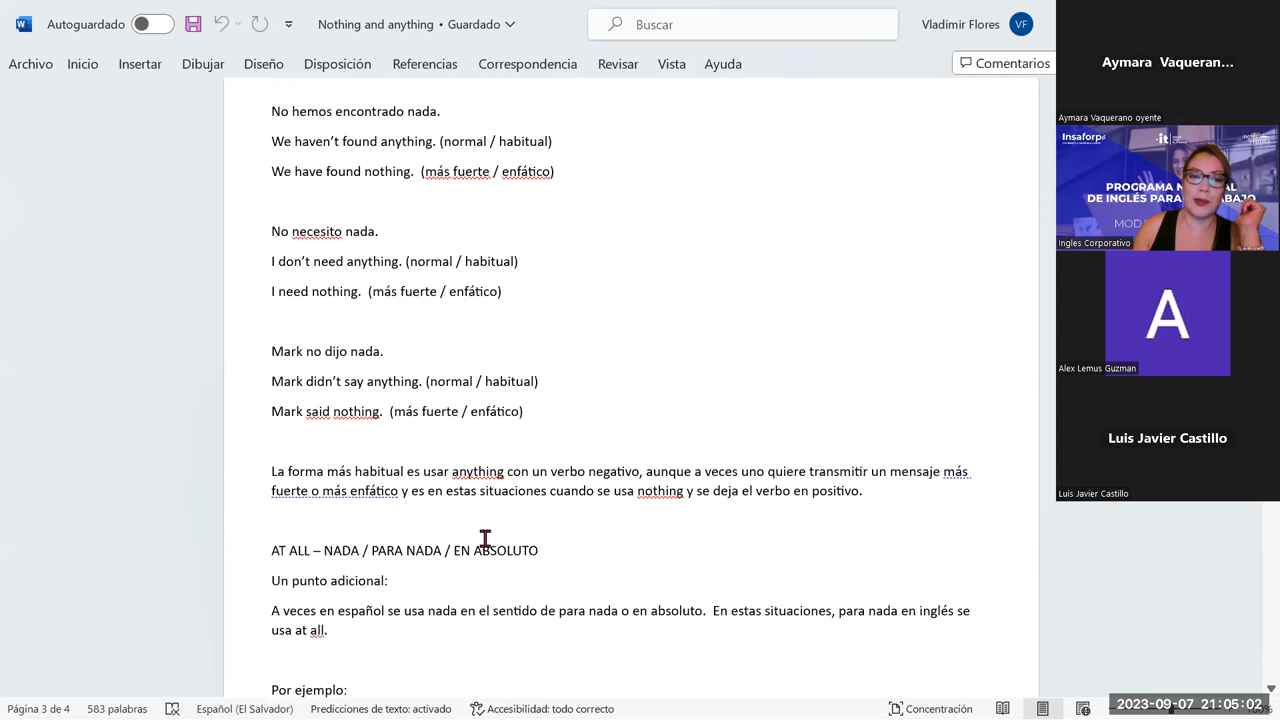 Autoguardado
Nothing and anything • Guardado
Buscar
Vladimir Flores
VF
Archivo Inicio Insertar Dibujar Diseño Disposición Referencias Correspondencia Revisar Vista Ayuda
Comentarios
No hemos encontrado nada.
We haven’t found anything. (normal / habitual)
We have found nothing.  (más fuerte / enfático)
No necesito nada.
I don’t need anything. (normal / habitual)
I need nothing.  (más fuerte / enfático)
Mark no dijo nada.
Mark didn’t say anything. (normal / habitual)
Mark said nothing.  (más fuerte / enfático)
La forma más habitual es usar anything con un verbo negativo, aunque a veces uno quiere transmitir un mensaje más
fuerte o más enfático y es en estas situaciones cuando se usa nothing y se deja el verbo en positivo.
AT ALL – NADA / PARA NADA / EN ABSOLUTO
Un punto adicional:
A veces en español se usa nada en el sentido de para nada o en absoluto.  En estas situaciones, para nada en inglés se
usa at all.
Por ejemplo:
Página 3 de 4
583 palabras
Español (El Salvador)
Predicciones de texto: activado
Accesibilidad: todo correcto
Concentración
2023-09-07 21:05:02
Aymara Vaqueran...
Aymara Vaquerano oyente
Insaforp
PROGRAMA
DE INGLÉS PARA
Ingles Corporativo
A
Alex Lemus Guzman
Luis Javier Castillo
Luis Javier Castillo